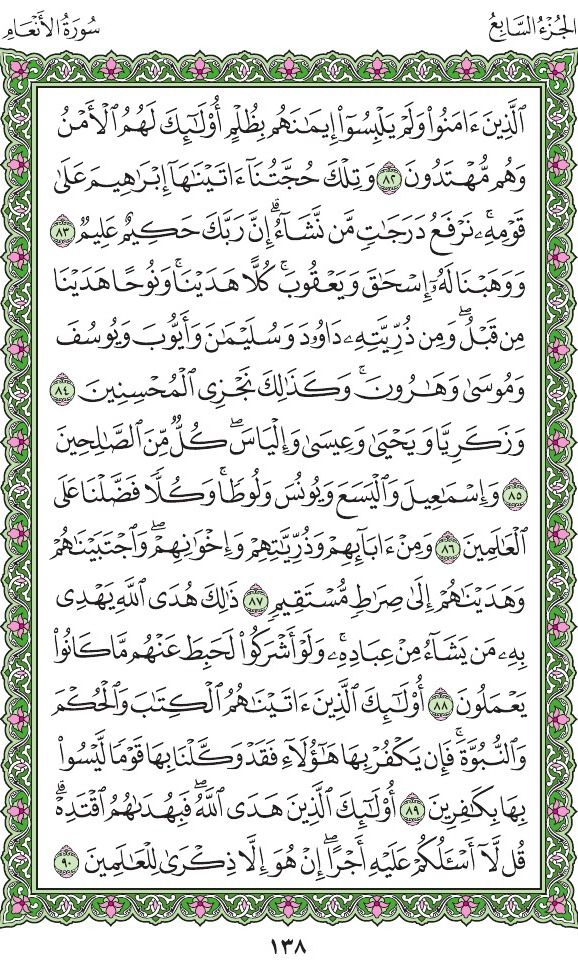 الجزء السابع
سورة الأنعام
ٱلَّذِينَ ءَامَنُوا۟ وَلَمْ يَلْبِسُوٓا۟ إِيمَـٰنَهُم بِظُلْمٍ أُو۟لَـٰٓئِكَ لَهُمُ ٱلْأَمْنُ
وَهُم مُّهْتَدُونَ ٨٢ وَتِلْكَ حُجَّتُنَآ ءَاتَيْنَـٰهَآ إِبْرَٰهِيمَ عَلَىٰ
قَوْمِهِۦ ۚ نَرْفَعُ دَرَجَـٰتٍ مَّن نَّشَآءُ ۗ إِنَّ رَبَّكَ حَكِيمٌ عَلِيمٌ ٨٣
وَوَهَبْنَا لَهُۥٓ إِسْحَـٰقَ وَيَعْقُوبَ ۚ كُلًّا هَدَيْنَا ۚ وَنُوحًا هَدَيْنَا
مِن قَبْلُ ۖ وَمِن ذُرِّيَّتِهِۦ دَاوُۥدَ وَسُلَيْمَـٰنَ وَأَيُّوبَ وَيُوسُفَ
وَمُوسَىٰ وَهَـٰرُونَ ۚ وَكَذَٰلِكَ نَجْزِى ٱلْمُحْسِنِينَ ٨٤
وَزَكَرِيَّا وَيَحْيَىٰ وَعِيسَىٰ وَإِلْيَاسَ ۖ كُلٌّ مِّنَ ٱلصَّـٰلِحِينَ
٨٥ وَإِسْمَـٰعِيلَ وَٱلْيَسَعَ وَيُونُسَ وَلُوطًا ۚ وَكُلًّا فَضَّلْنَا عَلَى
ٱلْعَـٰلَمِينَ ٨٦ وَمِنْ ءَابَآئِهِمْ وَذُرِّيَّـٰتِهِمْ وَإِخْوَٰنِهِمْ ۖ وَٱجْتَبَيْنَـٰهُمْ
وَهَدَيْنَـٰهُمْ إِلَىٰ صِرَٰطٍ مُّسْتَقِيمٍ ٨٧ ذَٰلِكَ هُدَى ٱللَّهِ يَهْدِى
بِهِۦ مَن يَشَآءُ مِنْ عِبَادِهِۦ ۚ وَلَوْ أَشْرَكُوا۟ لَحَبِطَ عَنْهُم مَّا كَانُوا۟
يَعْمَلُونَ ٨٨ أُو۟لَـٰٓئِكَ ٱلَّذِينَ ءَاتَيْنَـٰهُمُ ٱلْكِتَـٰبَ وَٱلْحُكْمَ
وَٱلنُّبُوَّةَ ۚ فَإِن يَكْفُرْ بِهَا هَـٰٓؤُلَآءِ فَقَدْ وَكَّلْنَا بِهَا قَوْمًا لَّيْسُوا۟
بِهَا بِكَـٰفِرِينَ ٨٩ أُو۟لَـٰٓئِكَ ٱلَّذِينَ هَدَى ٱللَّهُ ۖ فَبِهُدَىٰهُمُ ٱقْتَدِهْ ۗ
قُل لَّآ أَسْـَٔلُكُمْ عَلَيْهِ أَجْرًا ۖ إِنْ هُوَ إِلَّا ذِكْرَىٰ لِلْعَـٰلَمِينَ ٩٠
١٣٨